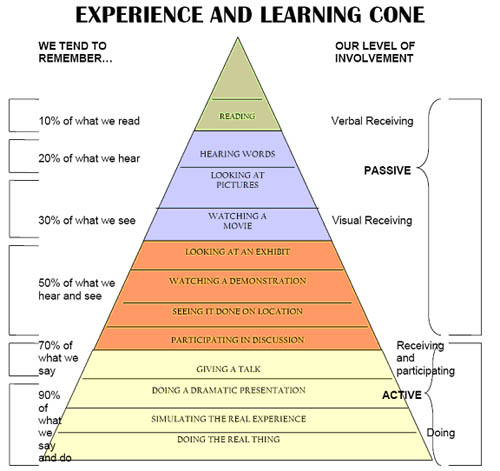 EXPERIENCE AND LEARNING CONE
WE TEND TO
REMEMBER...
OUR LEVEL OF
INVOLVEMENT
READING
10% of what we read
Verbal Receiving
HEARING WORDS
20% of what we hear
LOOKING AT
PICTURES
PASSIVE
WATCHING A
MOVIE
30% of what we see
Visual Receiving
LOOKING AT AN EXHIBIT
WATCHING A DEMONSTRATION
50% of what we
hear and see
SEEING IT DONE ON LOCATION
PARTICIPATING IN DISCUSSION
70% of
what we
say
Receiving
and
participating
GIVING A TALK
DOING A DRAMATIC PRESENTATION
ACTIVE
90%
of
what
we
say
and do
SIMULATING THE REAL EXPERIENCE
DOING THE REAL THING
Doing